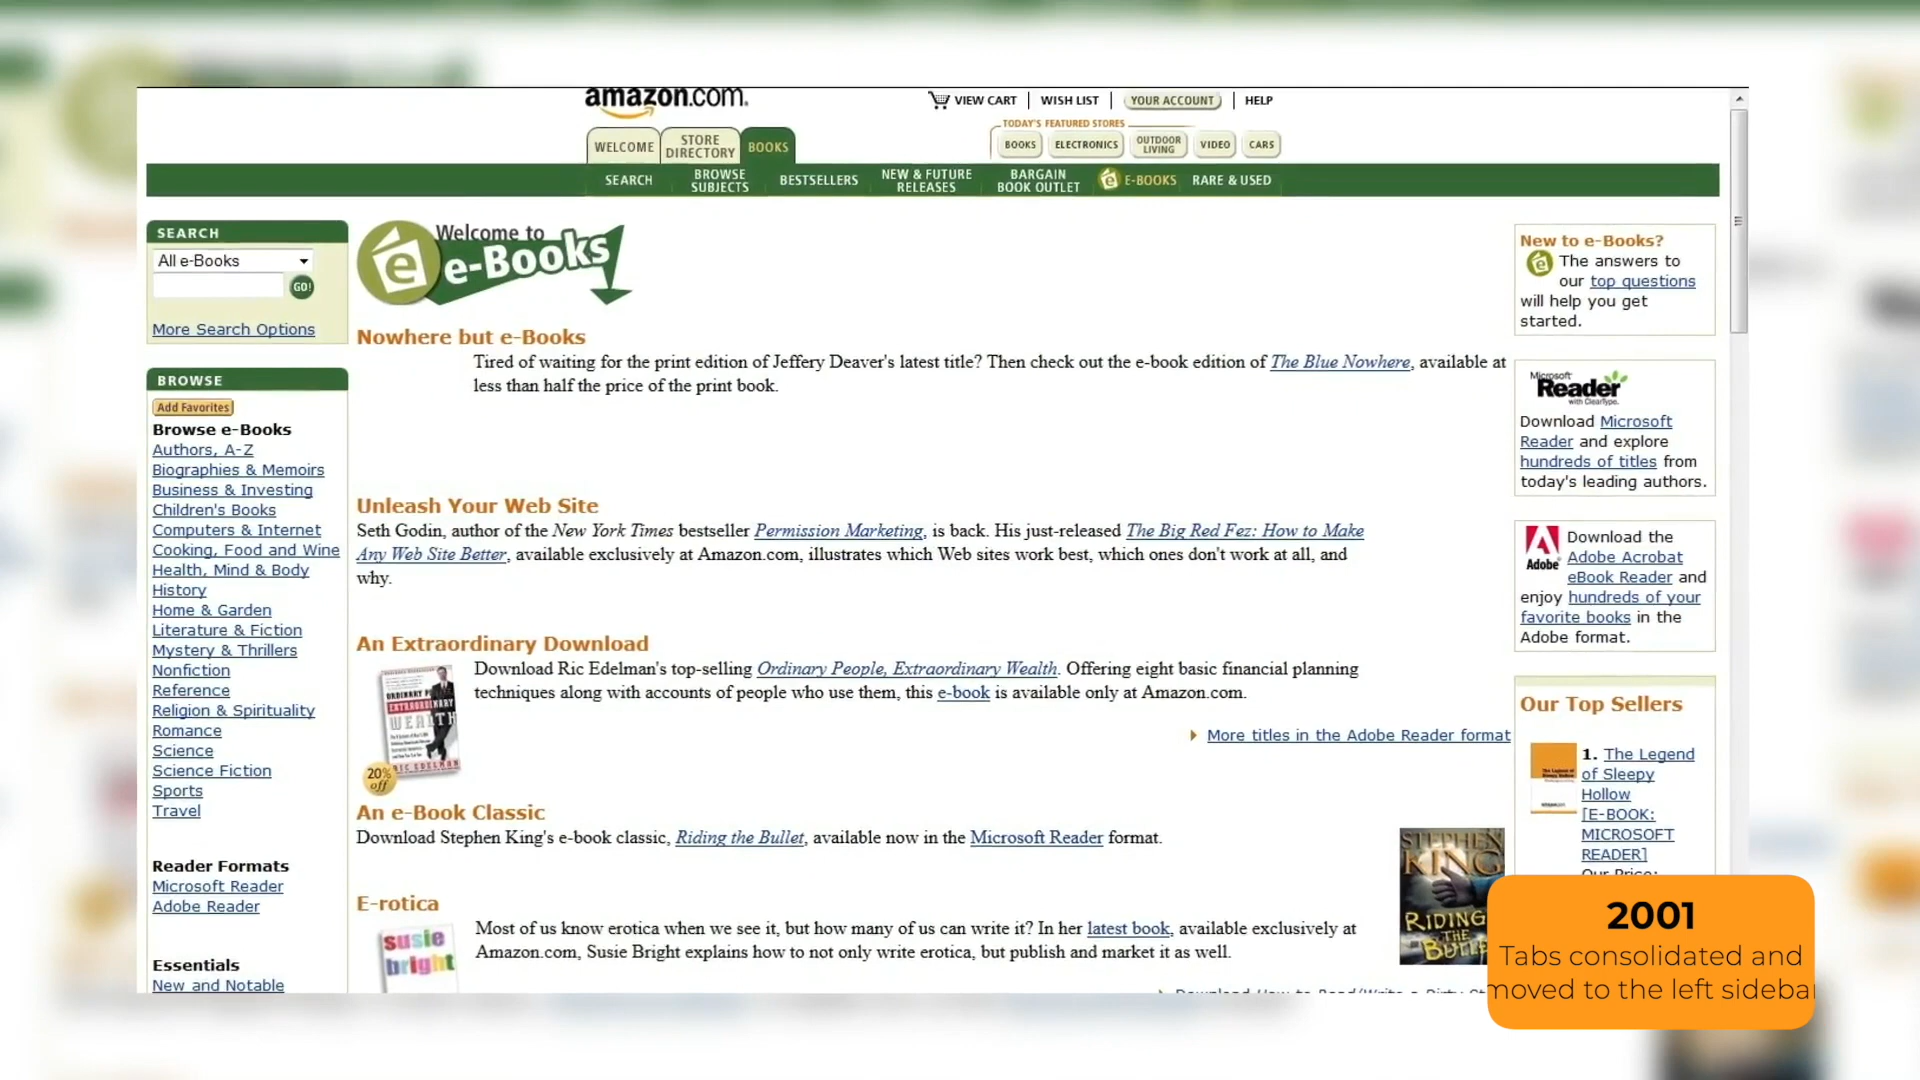 amazon.com.
VIEW CART | WISH LIST | YOUR ACCOUNT | HELP
TODAY'S FEATURED STORES
WELCOME
STORE
DIRECTORY
BOOKS
BOOKS
ELECTRONICS
OUTDOOR
LIVING
VIDEO
CARS
SEARCH
BROWSE
SUBJECTS
BESTSELLERS
NEW & FUTURE
RELEASES
BARGAIN
BOOK OUTLET
e E-BOOKS
RARE & USED
SEARCH
All e-Books
GO!
More Search Options
BROWSE
Add Favorites
Browse e-Books
Authors, A-Z
Biographies & Memoirs
Business & Investing
Children's Books
Computers & Internet
Cooking, Food and Wine
Health, Mind & Body
History
Home & Garden
Literature & Fiction
Mystery & Thrillers
Nonfiction
Reference
Religion & Spirituality
Romance
Science
Science Fiction
Sports
Travel
Reader Formats
Microsoft Reader
Adobe Reader
Essentials
New and Notable
e
Welcome to
e-Books
Nowhere but e-Books
Tired of waiting for the print edition of Jeffery Deaver's latest title? Then check out the e-book edition of The Blue Nowhere, available at
less than half the price of the print book.
Unleash Your Web Site
Seth Godin, author of the New York Times bestseller Permission Marketing, is back. His just-released The Big Red Fez: How to Make
Any Web Site Better, available exclusively at Amazon.com, illustrates which Web sites work best, which ones don't work at all, and
why.
An Extraordinary Download
Download Ric Edelman's top-selling Ordinary People, Extraordinary Wealth. Offering eight basic financial planning
techniques along with accounts of people who use them, this e-book is available only at Amazon.com.
EXTRAORDINARY
WEALTH
RIC EDELMAN
20%
off
More titles in the Adobe Reader format
An e-Book Classic
Download Stephen King's e-book classic, Riding the Bullet, available now in the Microsoft Reader format.
STEPHEN
KING
RIDING
THE
BULLET
E-rotica
Most of us know erotica when we see it, but how many of us can write it? In her latest book, available exclusively at
Amazon.com, Susie Bright explains how to not only write erotica, but publish and market it as well.
susie
bright
New to e-Books?
e The answers to
our top questions
will help you get
started.
Microsoft
Reader
with ClearType.
Download Microsoft
Reader and explore
hundreds of titles from
today's leading authors.
Adobe
Download the
Adobe Acrobat
eBook Reader and
enjoy hundreds of your
favorite books in the
Adobe format.
Our Top Sellers
1. The Legend
of Sleepy
Hollow
[E-BOOK:
MICROSOFT
READER]
Our Price:
2001
Tabs consolidated and
moved to the left sidebar